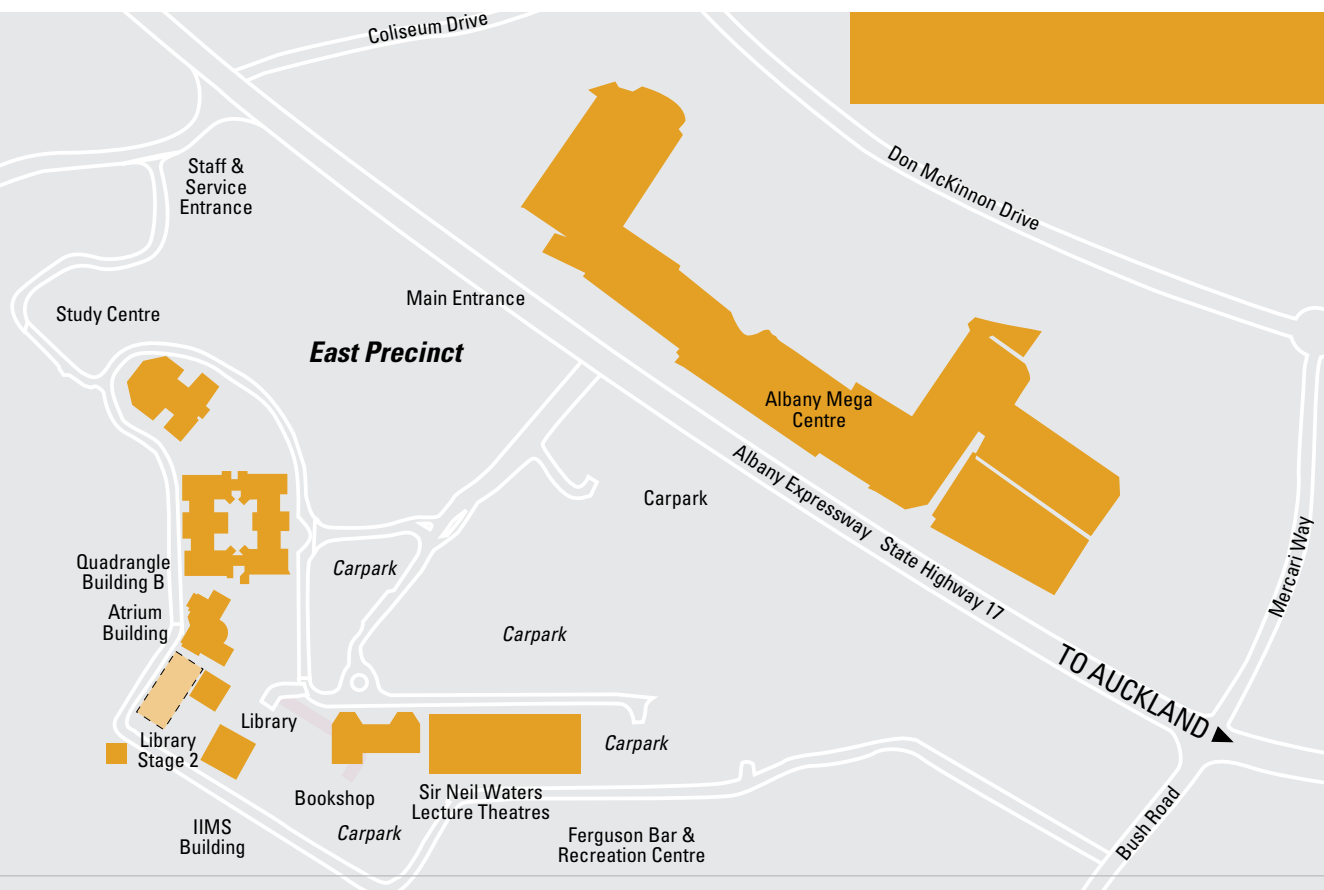 Coliseum Drive
Staff &
Service
Entrance
Don McKinnon Drive
Main Entrance
Study Centre
East Precinct
Albany Mega
Centre
Albany Expressway
State Highway 17
Carpark
Mercari Way
Quadrangle
Building B
Carpark
Atrium
Building
Carpark
TO AUCKLAND
Library
Library
Stage 2
Carpark
Bookshop
Sir Neil Waters
Lecture Theatres
IIMS
Building
Carpark
Ferguson Bar &
Recreation Centre
Bush Road